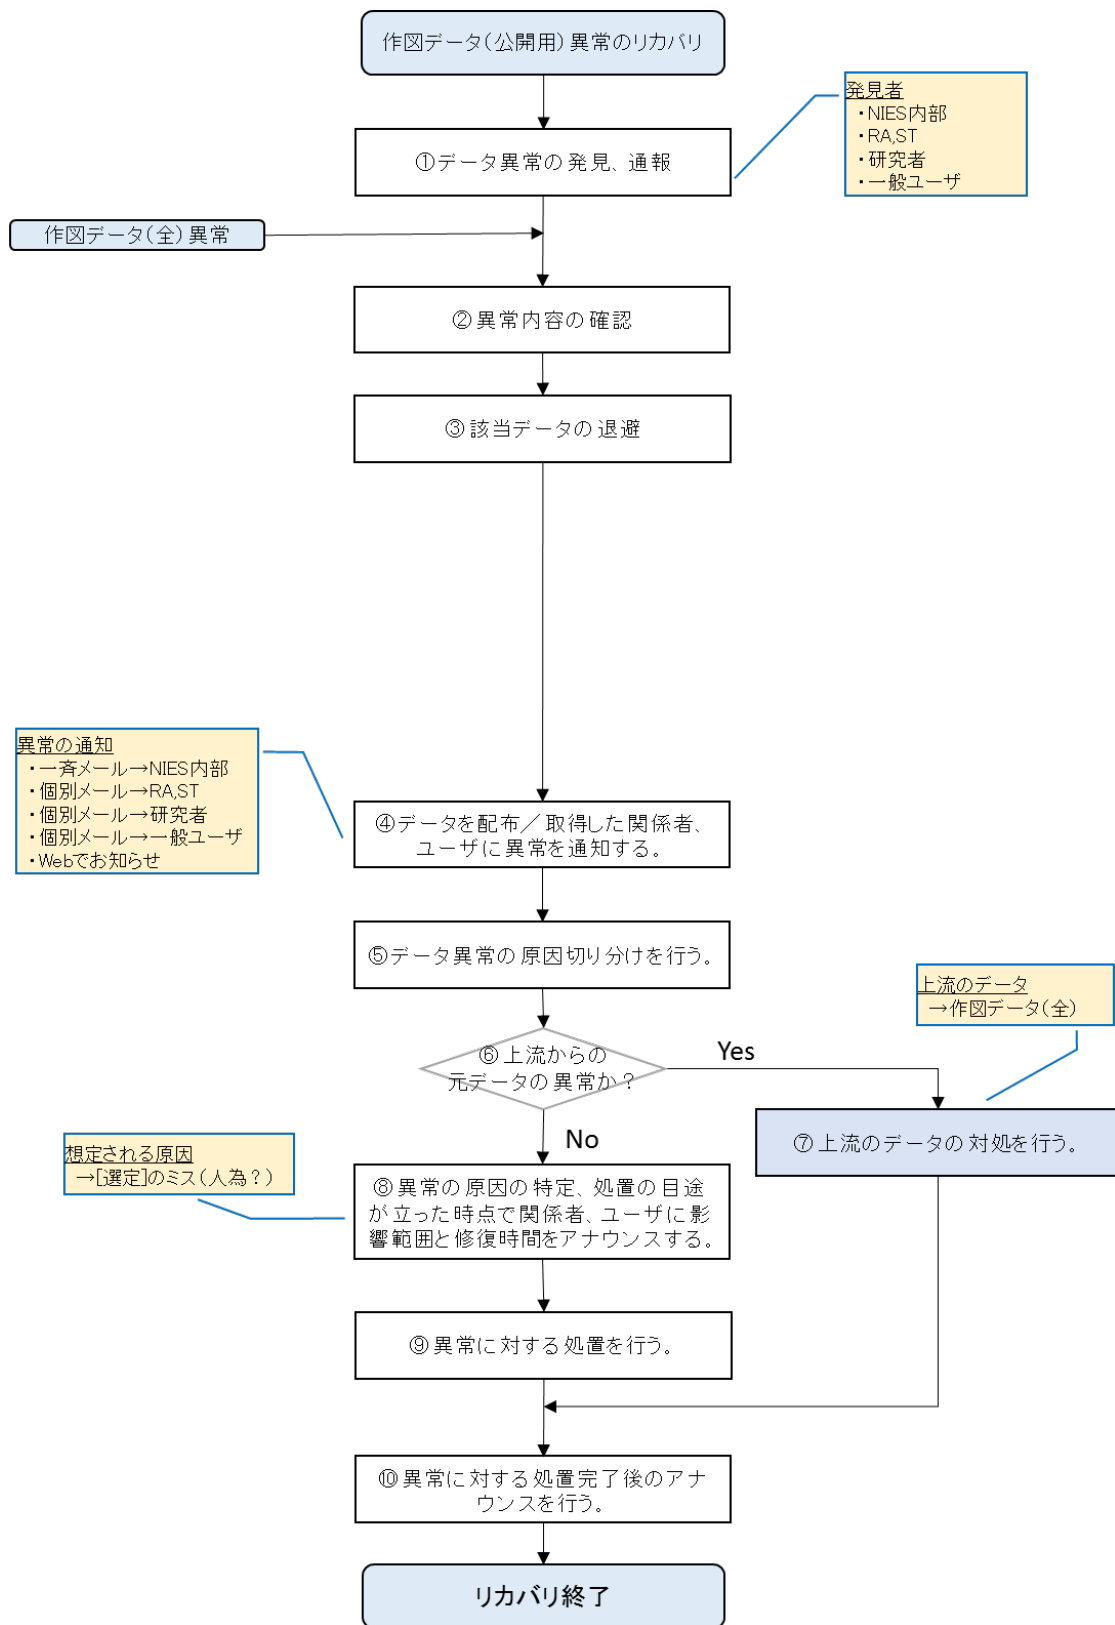 作図データ(公開用)異常のリカバリ
発見者
・NIES内部
・RA,ST
・研究者
・一般ユーザ
①データ異常の発見、通報
作図データ(全)異常
②異常内容の確認
③該当データの退避
異常の通知
・一斉メール→NIES内部
・個別メール→RA,ST
・個別メール→研究者
・個別メール→一般ユーザ
・Webでお知らせ
④データを配布／取得した関係者、
ユーザに異常を通知する。
⑤データ異常の原因切り分けを行う。
上流のデータ
→作図データ(全)
⑥上流からの
元データの異常か？
Yes
No
⑦上流のデータの対処を行う。
想定される原因
→[選定]のミス(人為？)
⑧異常の原因の特定、処置の目途
が立った時点で関係者、ユーザに影
響範囲と修復時間をアナウンスする。
⑨異常に対する処置を行う。
⑩異常に対する処置完了後のアナ
ウンスを行う。
リカバリ終了